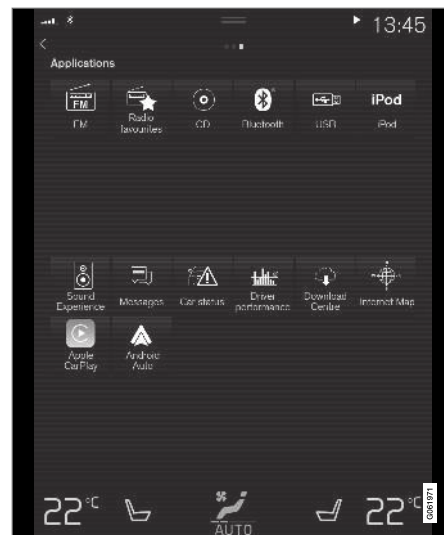 13:45
Applications
FM
FM
Radio
favourites
CD
Bluetooth
USB
iPod
iPod
Sound
Experience
Messages
Car status
Driver
performance
Download
Centre
Internet Map
Apple
CarPlay
Android
Auto
22°C
AUTO
22°C
G061971